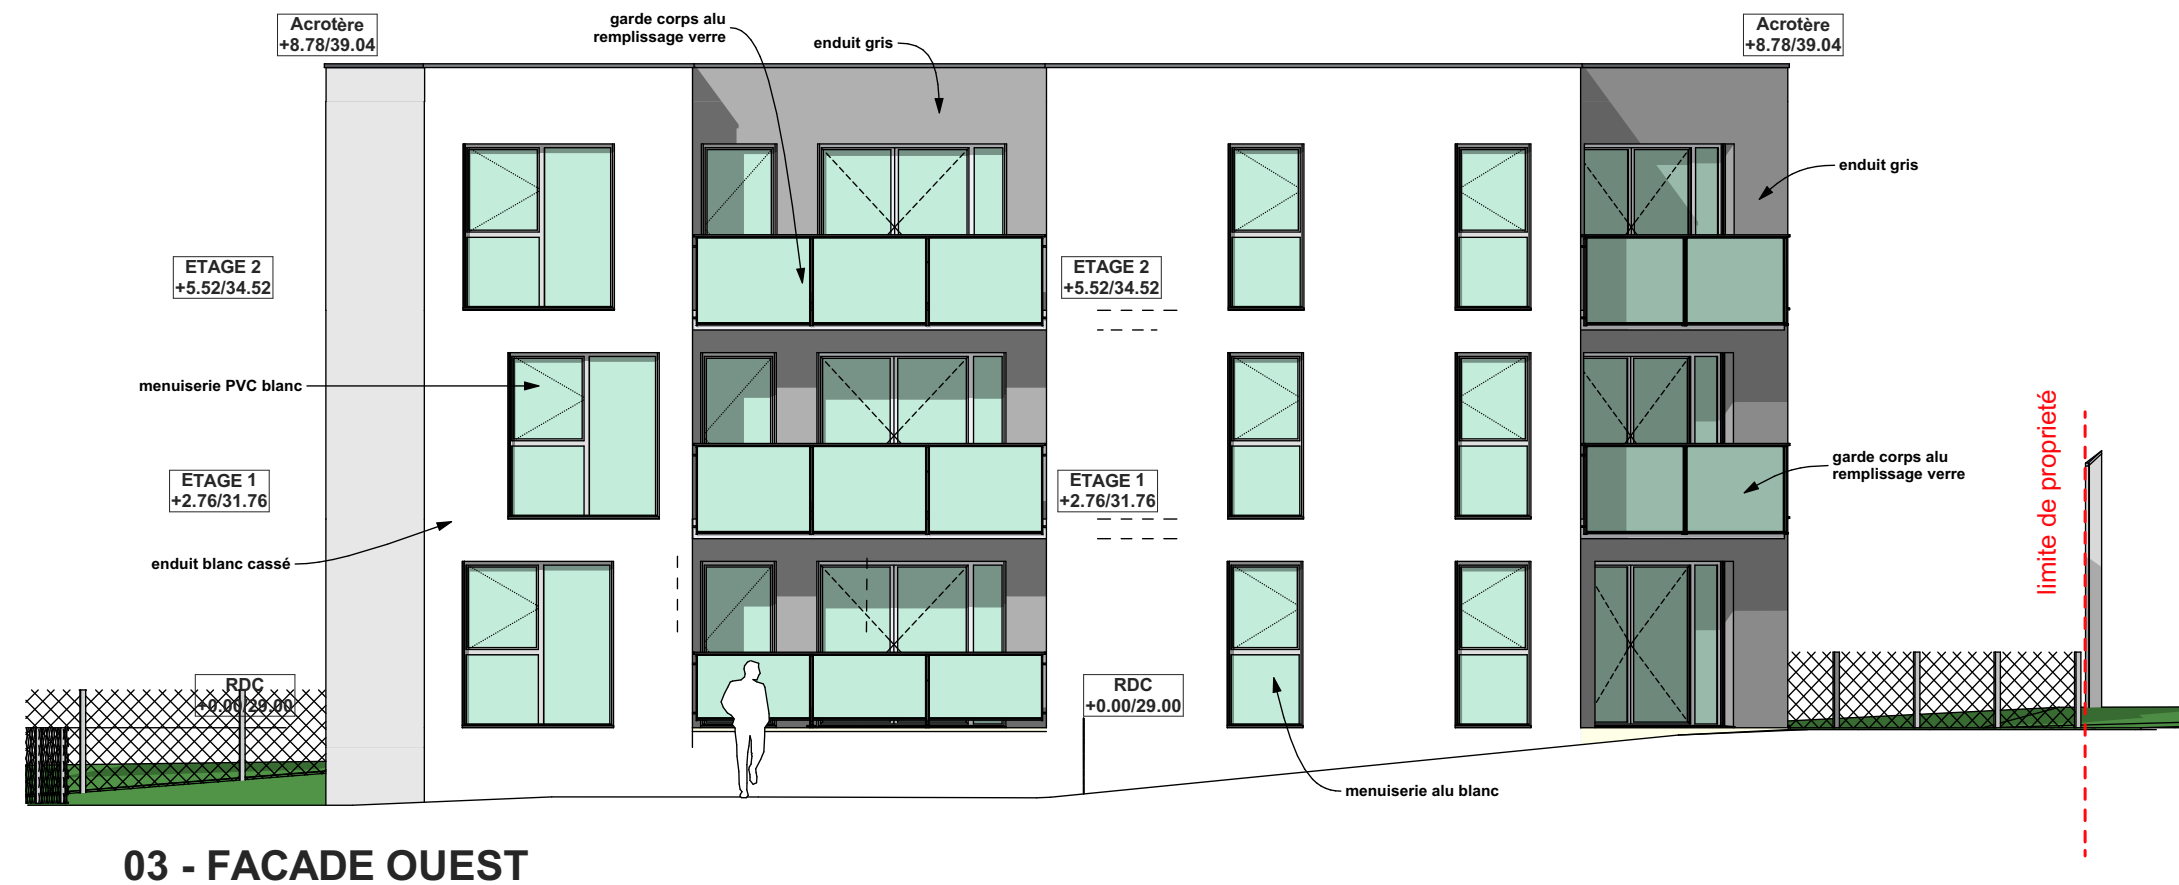 Acrotère
+8.78/39.04
garde corps alu
remplissage verre
enduit gris
Acrotère
+8.78/39.04
enduit gris
ETAGE 2
+5.52/34.52
ETAGE 2
+5.52/34.52
menuiserie PVC blanc
limite de proprieté
garde corps alu
remplissage verre
ETAGE 1
+2.76/31.76
ETAGE 1
+2.76/31.76
enduit blanc cassé
RDC
+0.00/29.00
RDC
+0.00/29.00
menuiserie alu blanc
03 - FACADE OUEST